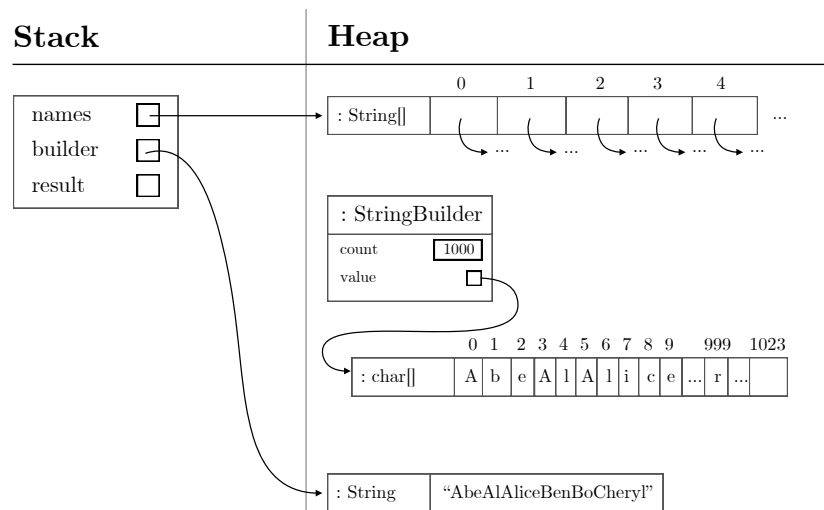 Stack
Heap
0 1 2 3 4
names
builder
result
: String[]
...
... ... ... ... ...
: StringBuilder
count 1000
value
0 1 2 3 4 5 6 7 8 9 999 1023
: char[] A b e A l A l i c e ... r ...
: String “AbeAlAliceBenBoCheryl”